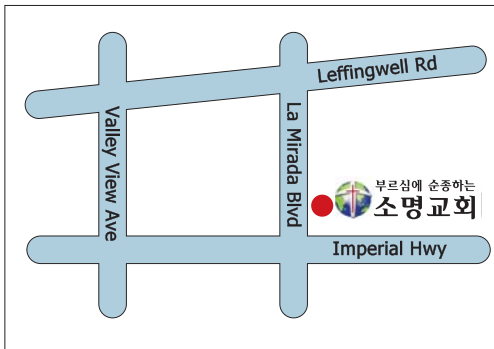 Leffingwell Rd
Valley View Ave
La Mirada Blvd
부르심에 순종하는
소명교회
Imperial Hwy